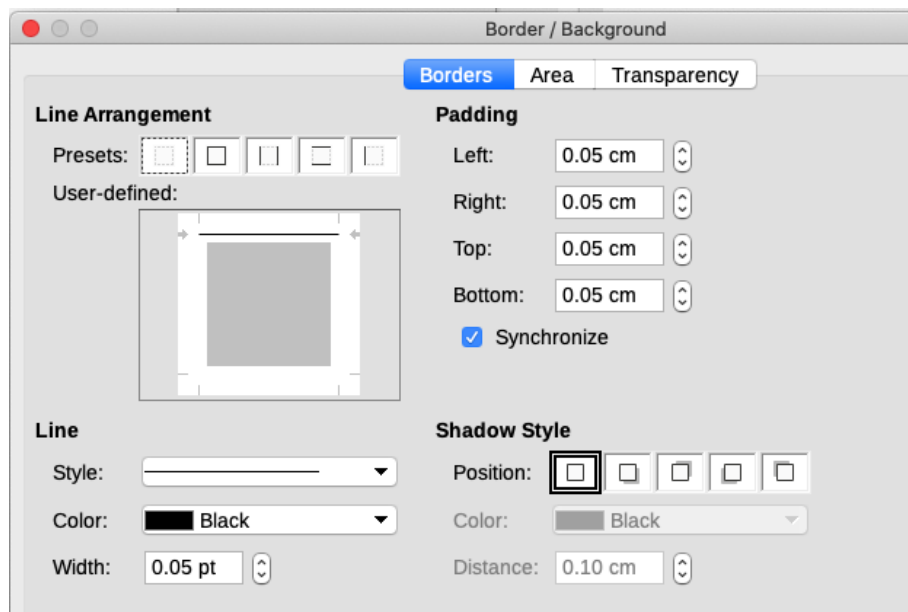 Border / Background
Borders Area Transparency
Line Arrangement
Presets:
User-defined:
Padding
Left: 0.05 cm
Right: 0.05 cm
Top: 0.05 cm
Bottom: 0.05 cm
Synchronize
Line
Style:
Color: Black
Width: 0.05 pt
Shadow Style
Position:
Color: Black
Distance: 0.10 cm